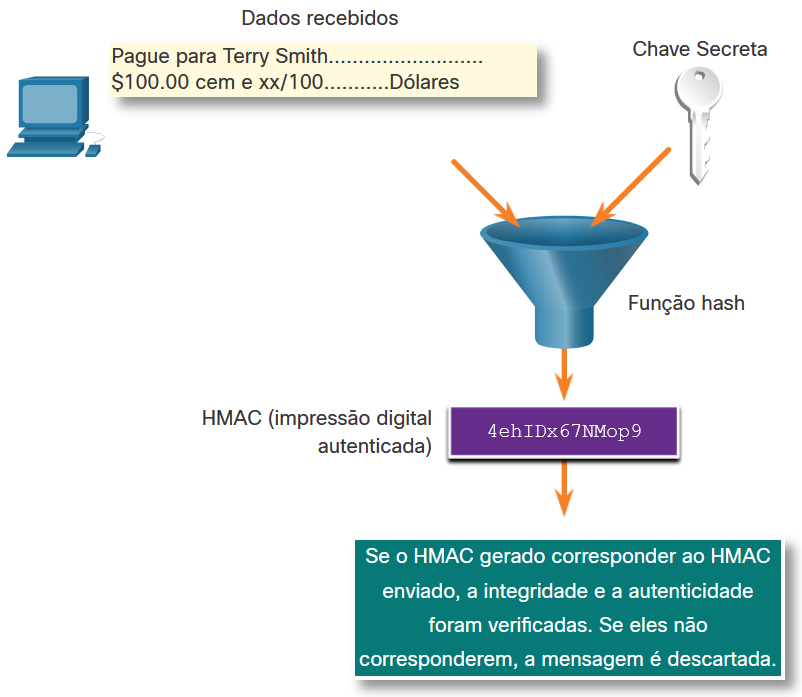 Dados recebidos
Pague para Terry Smith..........................
$100.00 cem e xx/100...........Dólares
Chave Secreta
Função hash
HMAC (impressão digital
autenticada)
4ehIDx67NMop9
Se o HMAC gerado corresponder ao HMAC
enviado, a integridade e a autenticidade
foram verificadas. Se eles não
corresponderem, a mensagem é descartada.